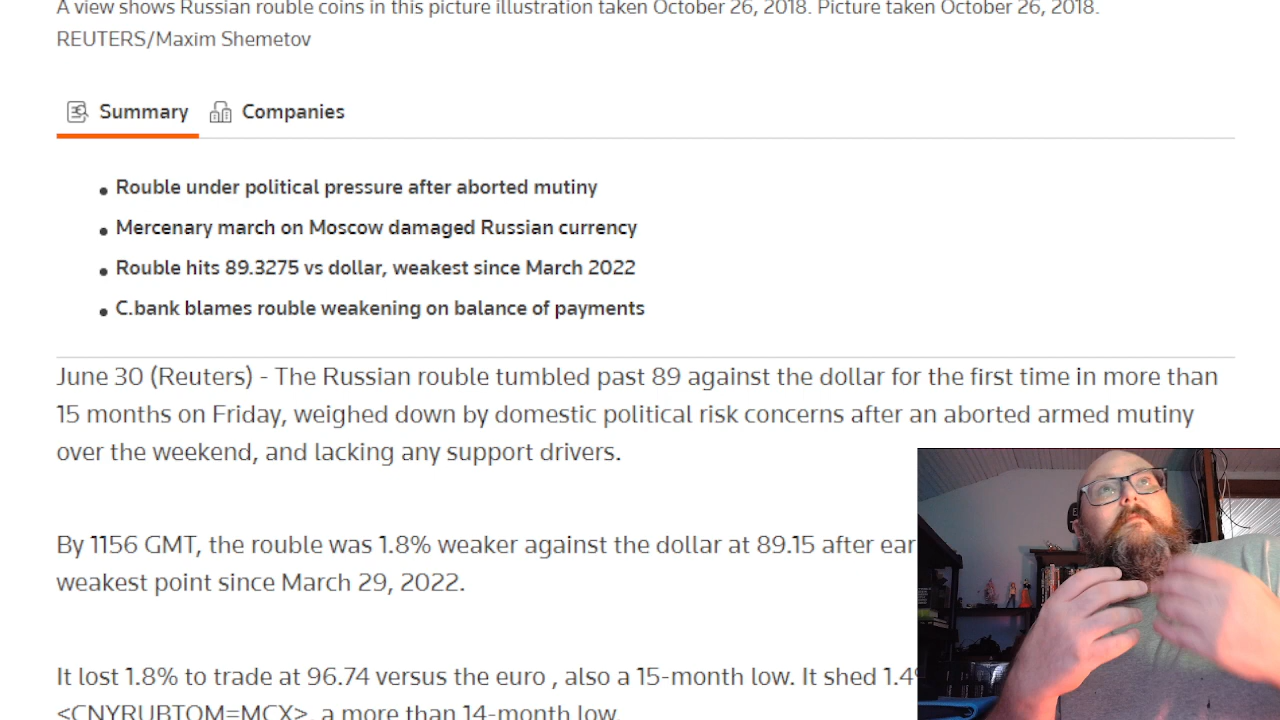 A view shows Russian rouble coins in this picture illustration taken October 26, 2018. Picture taken October 26, 2018.
REUTERS/Maxim Shemetov
Summary Companies
• Rouble under political pressure after aborted mutiny
• Mercenary march on Moscow damaged Russian currency
• Rouble hits 89.3275 vs dollar, weakest since March 2022
• C.bank blames rouble weakening on balance of payments
June 30 (Reuters) - The Russian rouble tumbled past 89 against the dollar for the first time in more than
15 months on Friday, weighed down by domestic political risk concerns after an aborted armed mutiny
over the weekend, and lacking any support drivers.
By 1156 GMT, the rouble was 1.8% weaker against the dollar at 89.15 after
weakest point since March 29, 2022.
It lost 1.8% to trade at 96.74 versus the euro , also a 15-month low. It shed
<CNYRUBTOM=MCX>, a more than 14-month low.